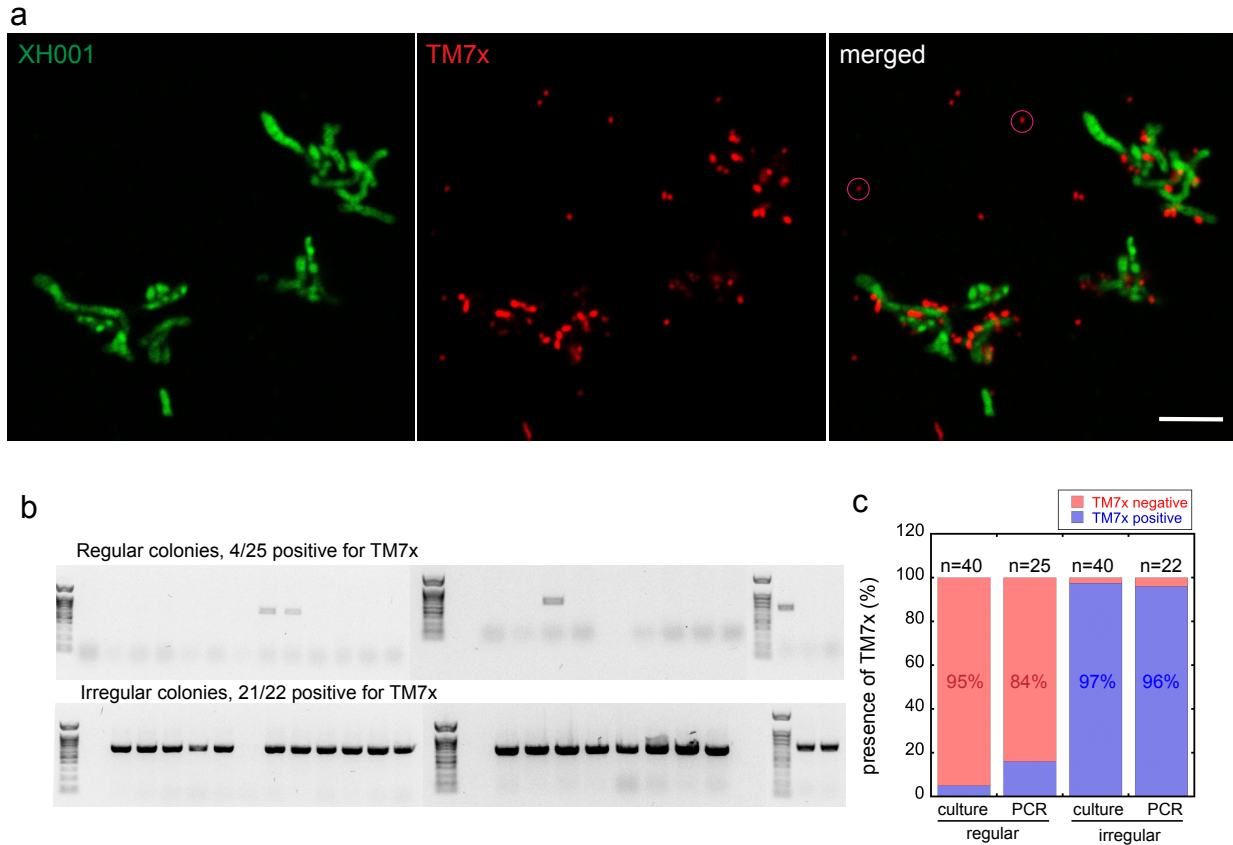 a
XH001
TM7x
merged
b
Regular colonies, 4/25 positive for TM7x
Irregular colonies, 21/22 positive for TM7x
c
TM7x negative
TM7x positive
presence of TM7x (%)
120
100
80
60
40
20
0
n=40 n=25 n=40 n=22
95% 84% 97% 96%
culture PCR culture PCR
regular irregular